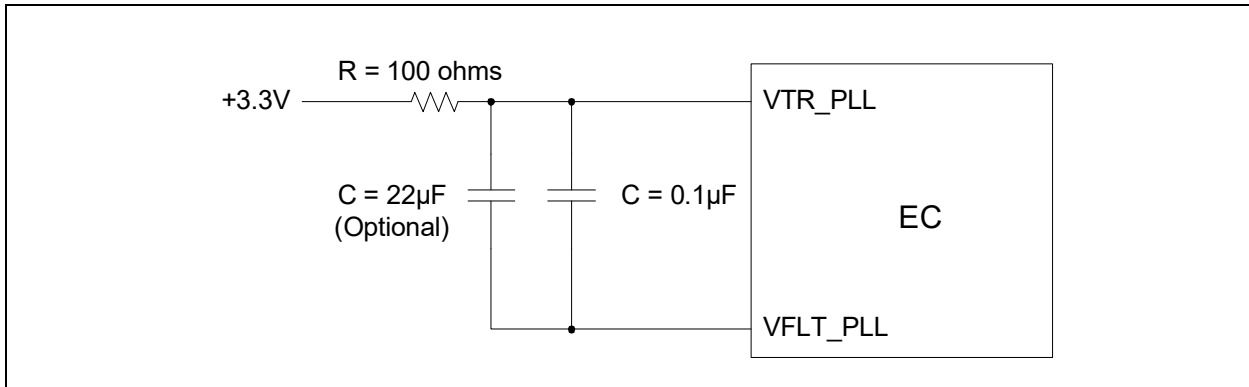 R = 100 ohms
+3.3V
VTR_PLL
C = 22µF
(Optional)
C = 0.1µF
EC
VFLT_PLL